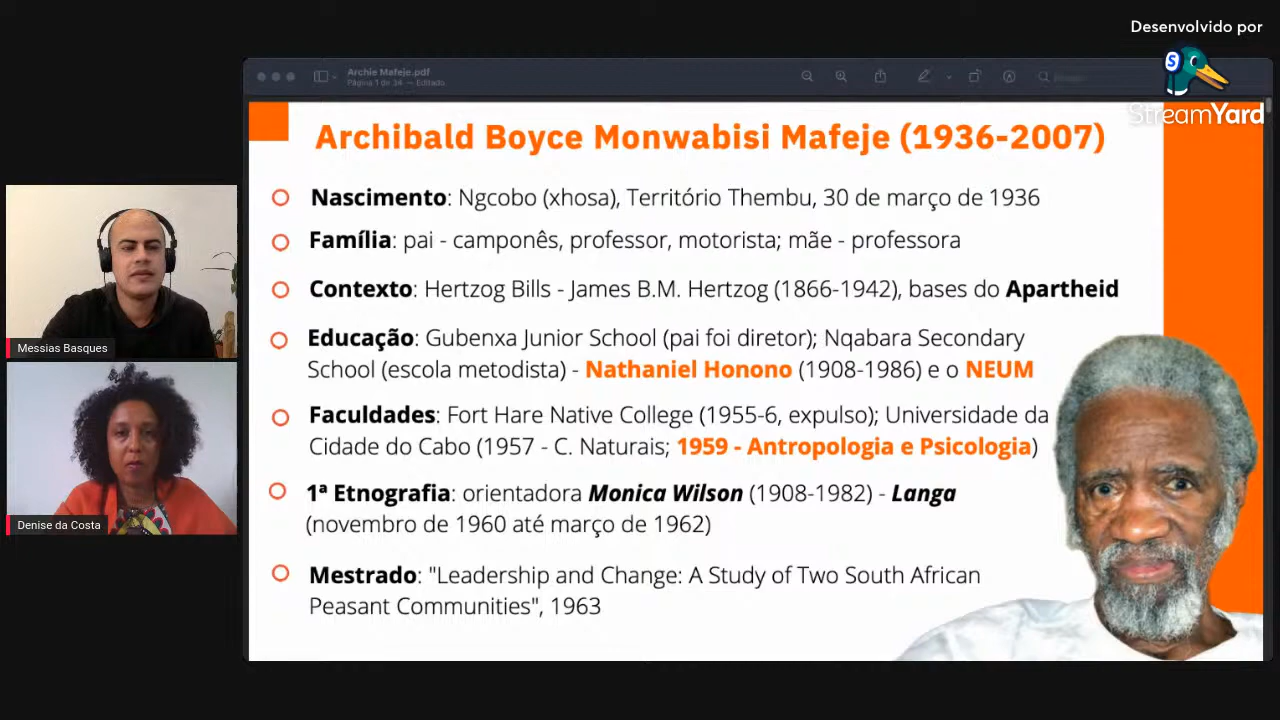 Desenvolvido por
StreamYard
Archie Mafeje.pdf
Página 1 de 34 — Editado
Archibald Boyce Monwabisi Mafeje (1936-2007)
Nascimento: Ngcobo (xhosa), Território Thembu, 30 de março de 1936
Família: pai - camponês, professor, motorista; mãe - professora
Contexto: Hertzog Bills - James B.M. Hertzog (1866-1942), bases do Apartheid
Educação: Gubenxa Junior School (pai foi diretor); Nqabara Secondary
School (escola metodista) - Nathaniel Honono (1908-1986) e o NEUM
Faculdades: Fort Hare Native College (1955-6, expulso); Universidade da
Cidade do Cabo (1957 - C. Naturais; 1959 - Antropologia e Psicologia)
1ª Etnografia: orientadora Monica Wilson (1908-1982) - Langa
(novembro de 1960 até março de 1962)
Mestrado: "Leadership and Change: A Study of Two South African
Peasant Communities", 1963
Messias Basques
Denise da Costa